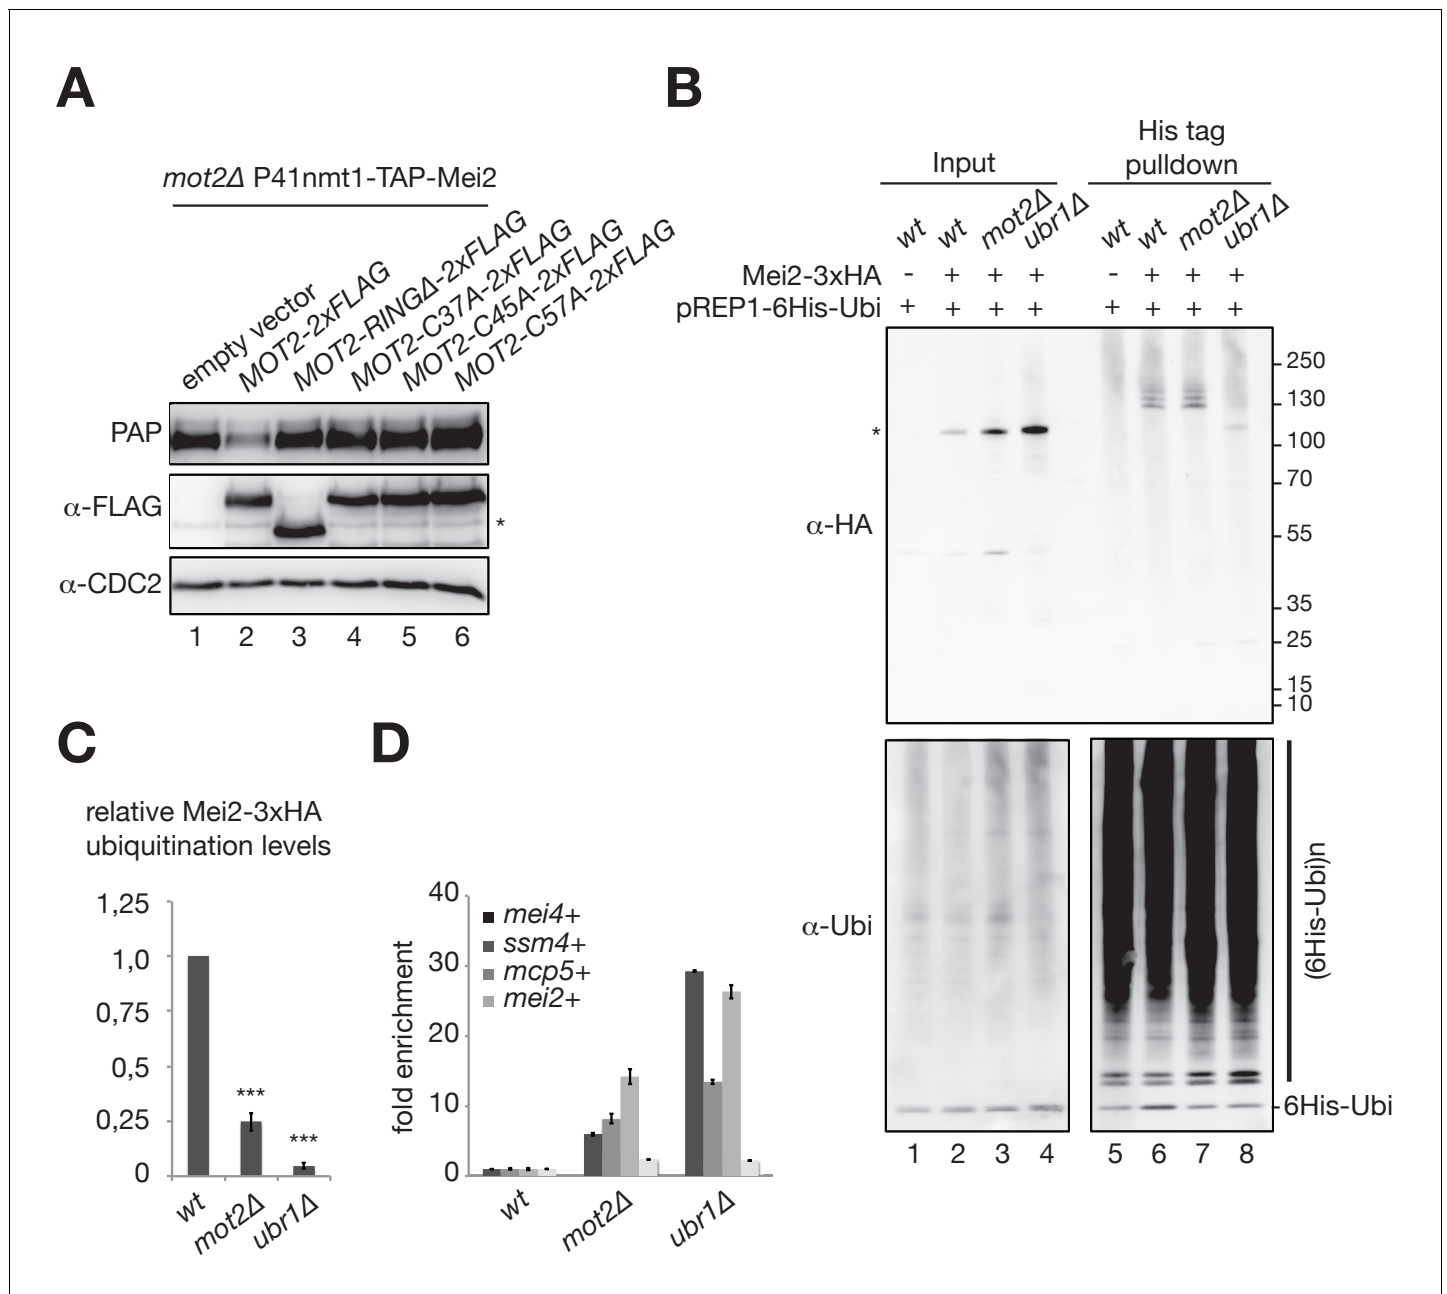 A
mot2Δ P41nmt1-TAP-Mei2
empty vector
MOT2-2xFLAG
MOT2-RINGΔ-2xFLAG
MOT2-C37A-2xFLAG
MOT2-C45A-2xFLAG
MOT2-C57A-2xFLAG
PAP
α-FLAG
*
α-CDC2
1 2 3 4 5 6
B
Input
His tag
pulldown
wt wt mot2Δ ubr1Δ wt wt mot2Δ ubr1Δ
Mei2-3xHA - + + + - + + +
pREP1-6His-Ubi + + + + + + + +
250
130
*
100
70
α-HA
55
35
25
15
10
α-Ubi
(6His-Ubi)n
6His-Ubi
1 2 3 4 5 6 7 8
C
relative Mei2-3xHA
ubiquitination levels
1,25
1,0
0,75
0,5
0,25
0
***
***
wt mot2Δ ubr1Δ
D
fold enrichment
40
30
20
10
0
mei4+
ssm4+
mcp5+
mei2+
wt mot2Δ ubr1Δ